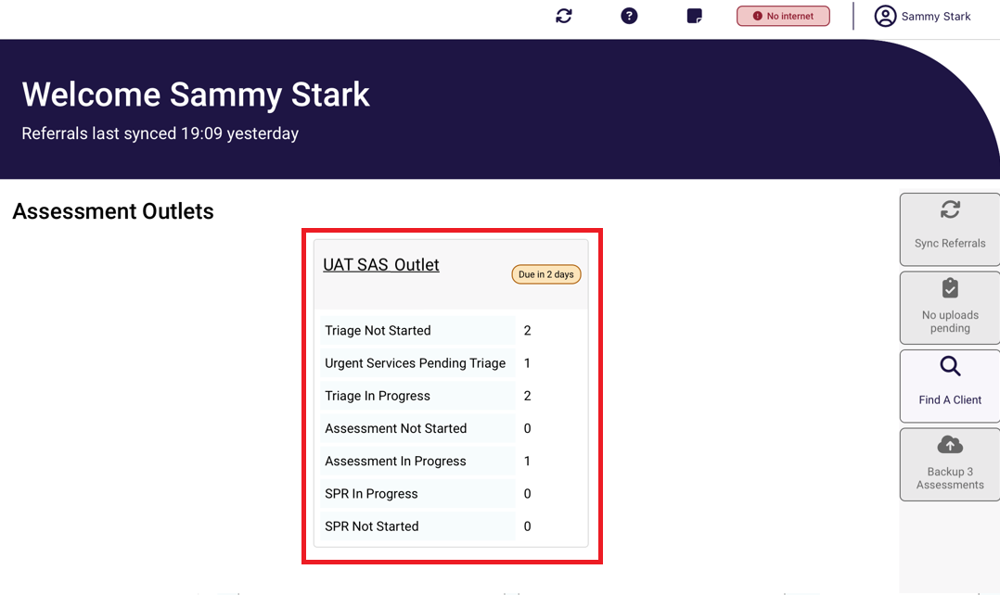 No internet
Sammy Stark
Welcome Sammy Stark
Referrals last synced 19:09 yesterday
Assessment Outlets
UAT SAS Outlet
Due in 2 days
Triage Not Started 2
Urgent Services Pending Triage 1
Triage In Progress 2
Assessment Not Started 0
Assessment In Progress 1
SPR In Progress 0
SPR Not Started 0
Sync Referrals
No uploads
pending
Find A Client
Backup 3
Assessments